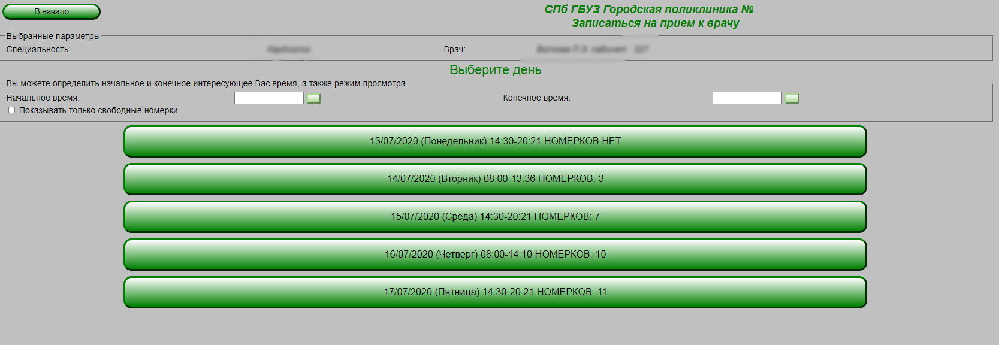 В начало
СПб ГБУЗ Городская поликлиника №
Записаться на прием к врачу
Выбранные параметры
Специальность: Врач:
Выберите день
Вы можете определить начальное и конечное интересующее Вас время, а также режим просмотра
Начальное время: ... Конечное время: ...
Показывать только свободные номерки
13/07/2020 (Понедельник) 14:30-20:21 НОМЕРКОВ НЕТ
14/07/2020 (Вторник) 08:00-13:36 НОМЕРКОВ: 3
15/07/2020 (Среда) 14:30-20:21 НОМЕРКОВ: 7
16/07/2020 (Четверг) 08:00-14:10 НОМЕРКОВ: 10
17/07/2020 (Пятница) 14:30-20:21 НОМЕРКОВ: 11